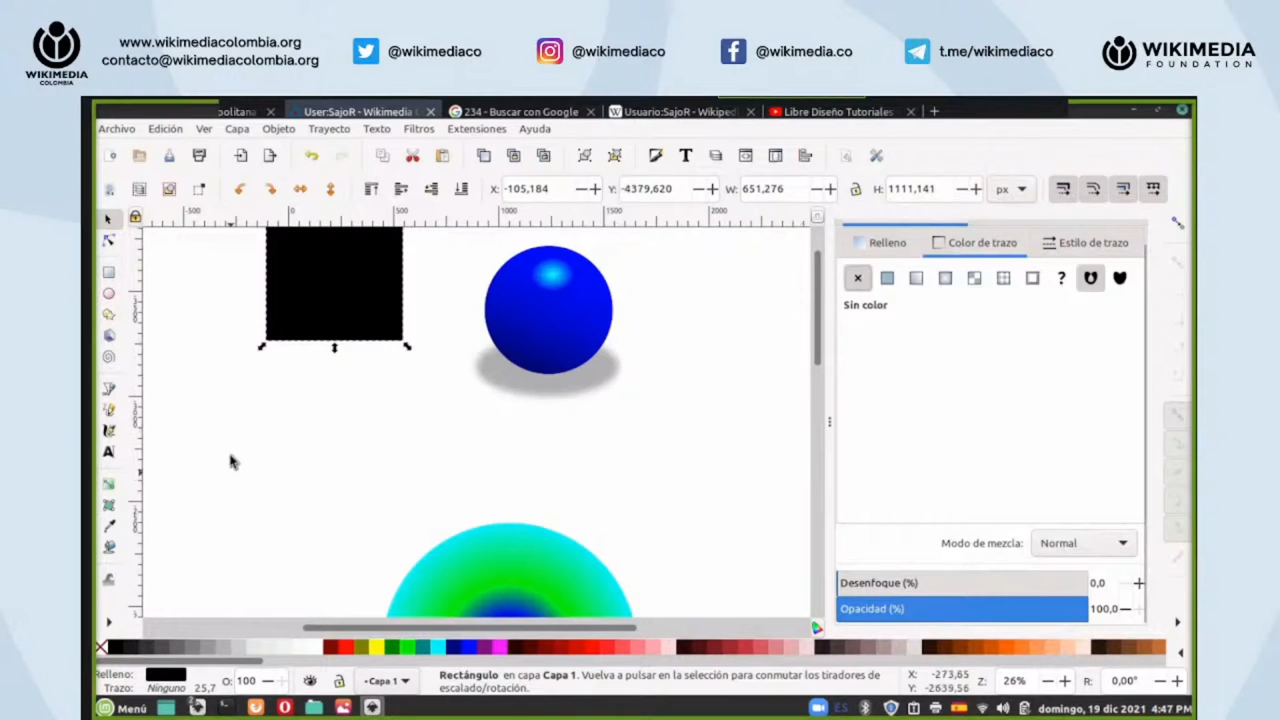 WIKIMEDIA
COLOMBIA
www.wikimediacolombia.org
contacto@wikimediacolombia.org
@wikimediaco
@wikimediaco
@wikimedia.co
t.me/wikimediaco
WIKIMEDIA
FOUNDATION
politana User:SajoR - Wikimedia 234 - Buscar con Google Usuario:SajoR - Wikiped Libre Diseño Tutoriales
Archivo Edición Ver Capa Objeto Trayecto Texto Filtros Extensiones Ayuda
X: -105,184 Y: -4379,620 W: 651,276 H: 1111,141 px
-500 0 500 1000 1500 2000
Relleno Color de trazo Estilo de trazo
Sin color
Modo de mezcla: Normal
Desenfoque (%) 0,0
Opacidad (%) 100,0
Relleno: O: 100 Capa 1 Rectángulo en capa Capa 1. Vuelva a pulsar en la selección para conmutar los tiradores de X: -273,65 Z: 26% R: 0,00°
Trazo: Ninguno 25,7 escalado/rotación. Y: -2639,56
Menú ES domingo, 19 dic 2021 4:47 PM